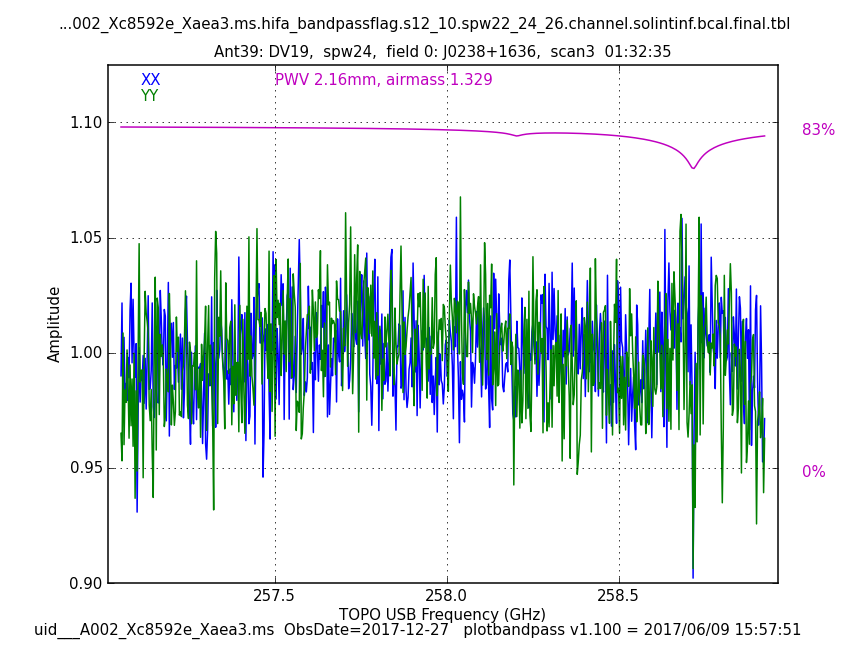 ...002_Xc8592e_Xaea3.ms.hifa_bandpassflag.s12_10.spw22_24_26.channel.solintinf.bcal.final.tbl
Ant39: DV19,  spw24,  field 0: J0238+1636,  scan3  01:32:35
XX
PWV 2.16mm, airmass 1.329
YY
1.10
83%
1.05
Amplitude
1.00
0.95
0%
0.90
257.5
258.0
258.5
TOPO USB Frequency (GHz)
uid___A002_Xc8592e_Xaea3.ms  ObsDate=2017-12-27   plotbandpass v1.100 = 2017/06/09 15:57:51